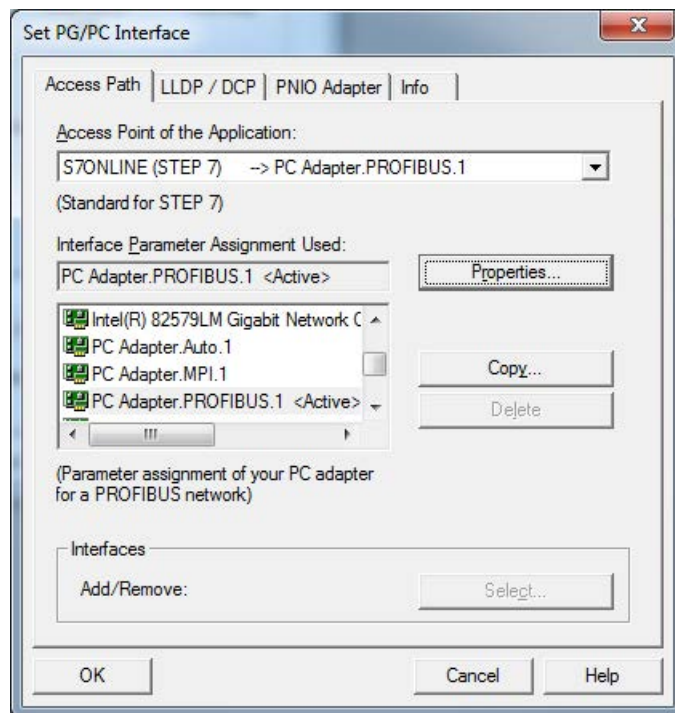 Set PG/PC Interface
Access Path LLDP / DCP PNIO Adapter Info
Access Point of the Application:
S7ONLINE (STEP 7) --> PC Adapter.PROFIBUS.1
(Standard for STEP 7)
Interface Parameter Assignment Used:
PC Adapter.PROFIBUS.1 <Active>
Properties...
Intel(R) 82579LM Gigabit Network C
PC Adapter.Auto.1
PC Adapter.MPI.1
PC Adapter.PROFIBUS.1 <Active>
Copy...
Delete
(Parameter assignment of your PC adapter
for a PROFIBUS network)
Interfaces
Add/Remove:
Select...
OK
Cancel
Help